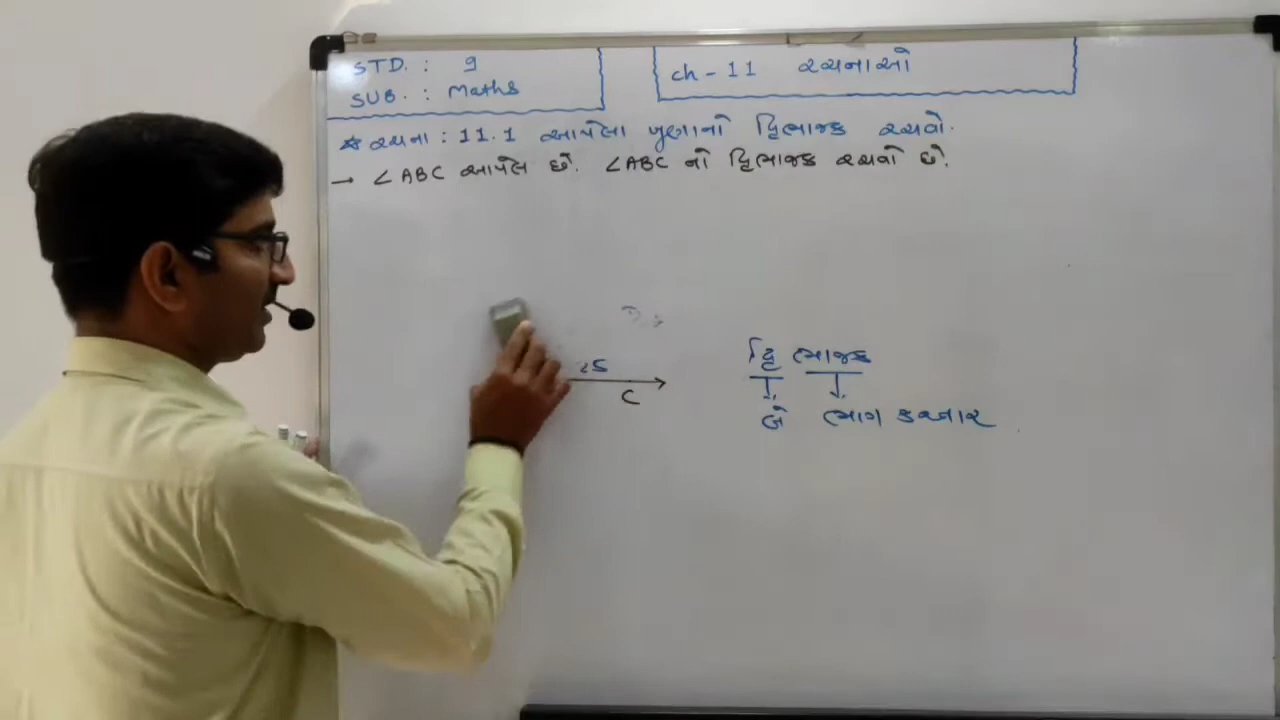 STD. : 9
SUB. : Maths
ch - 11 રચનાઓ
* રચના : 11.1 આપેલા ખૂણાનો દ્વિભાજક રચવો.
→ ∠ABC આપેલ છે. ∠ABC નો દ્વિભાજક રચવો છે.
C
દ્વિ ભાજક
બે ભાગ કરનાર